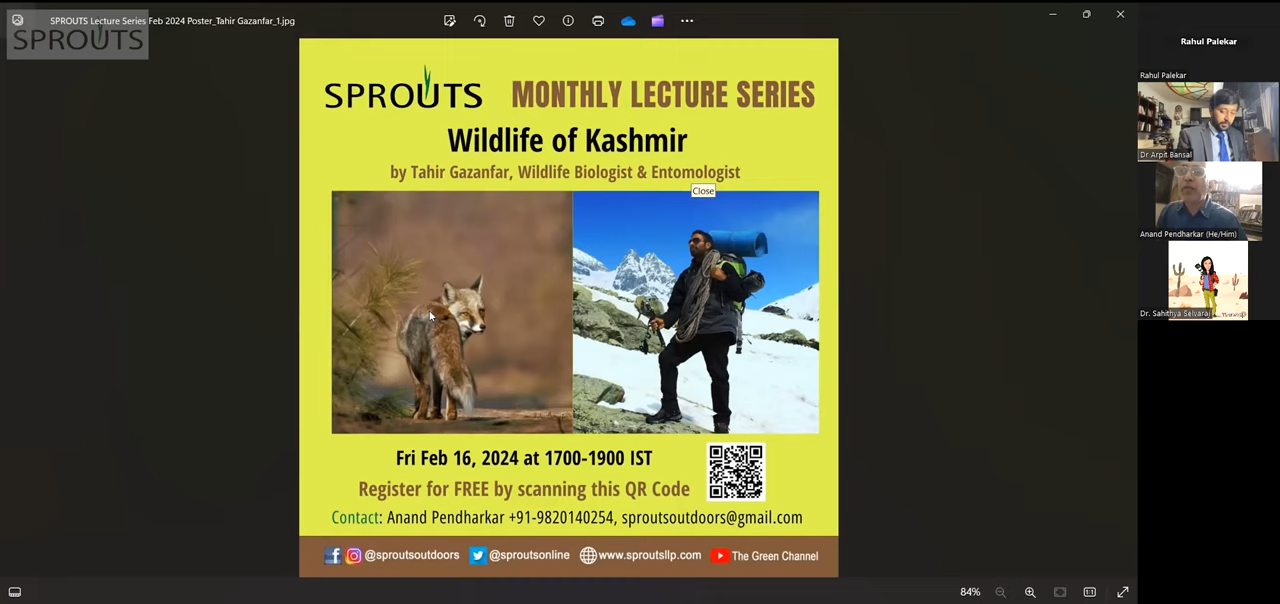 SPROUTS Lecture Series Feb 2024 Poster_Tahir Gazanfar_1.jpg
SPROUTS
SPROUTS MONTHLY LECTURE SERIES
Wildlife of Kashmir
by Tahir Gazanfar, Wildlife Biologist & Entomologist
Close
Fri Feb 16, 2024 at 1700-1900 IST
Register for FREE by scanning this QR Code
Contact: Anand Pendharkar +91-9820140254, sproutsoutdoors@gmail.com
@sproutsoutdoors @sproutsonline www.sproutsllp.com The Green Channel
84%
Rahul Palekar
Rahul Palekar
Dr Arpit Bansal
Anand Pendharkar (He/Him)
Dr. Sahithya Selvaraj